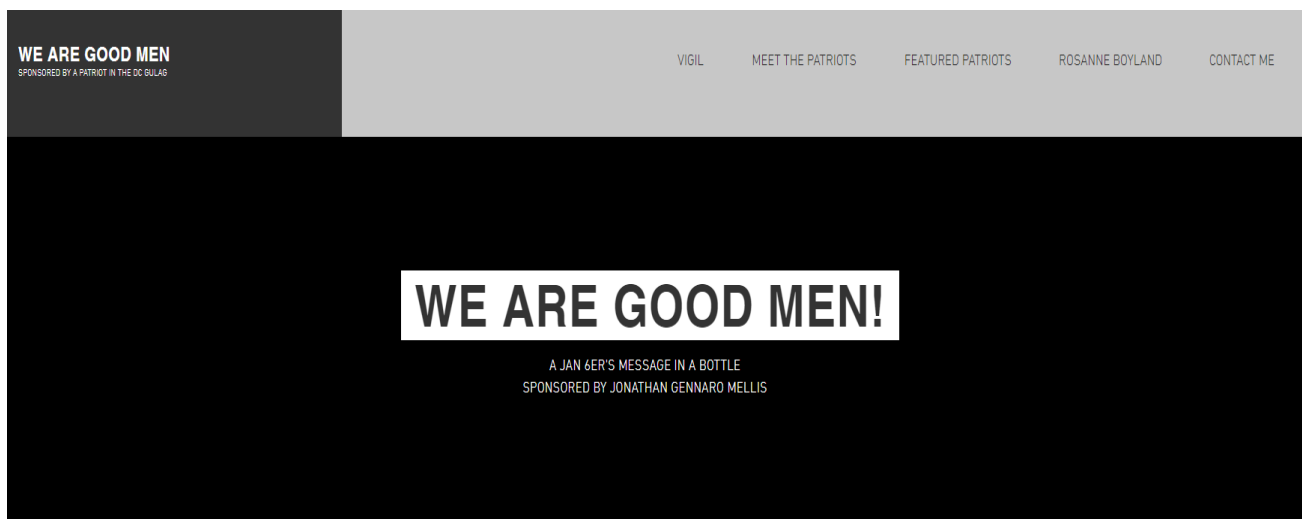 WE ARE GOOD MEN
SPONSORED BY A PATRIOT IN THE DC GULAG
VIGIL
MEET THE PATRIOTS
FEATURED PATRIOTS
ROSANNE BOYLAND
CONTACT ME
WE ARE GOOD MEN!
A JAN 6ER'S MESSAGE IN A BOTTLE
SPONSORED BY JONATHAN GENNARO MELLIS